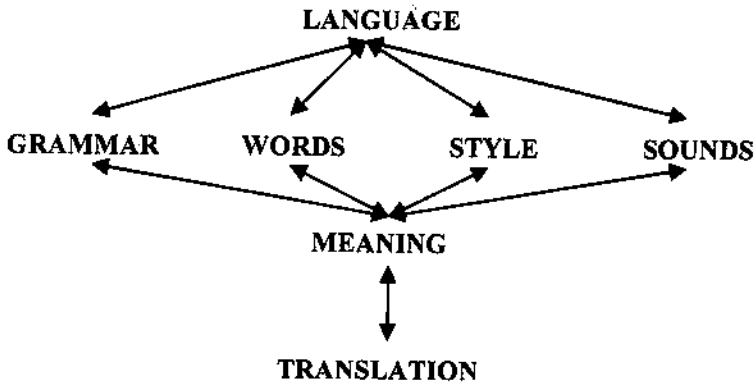 LANGUAGE
GRAMMAR WORDS STYLE SOUNDS
MEANING
TRANSLATION